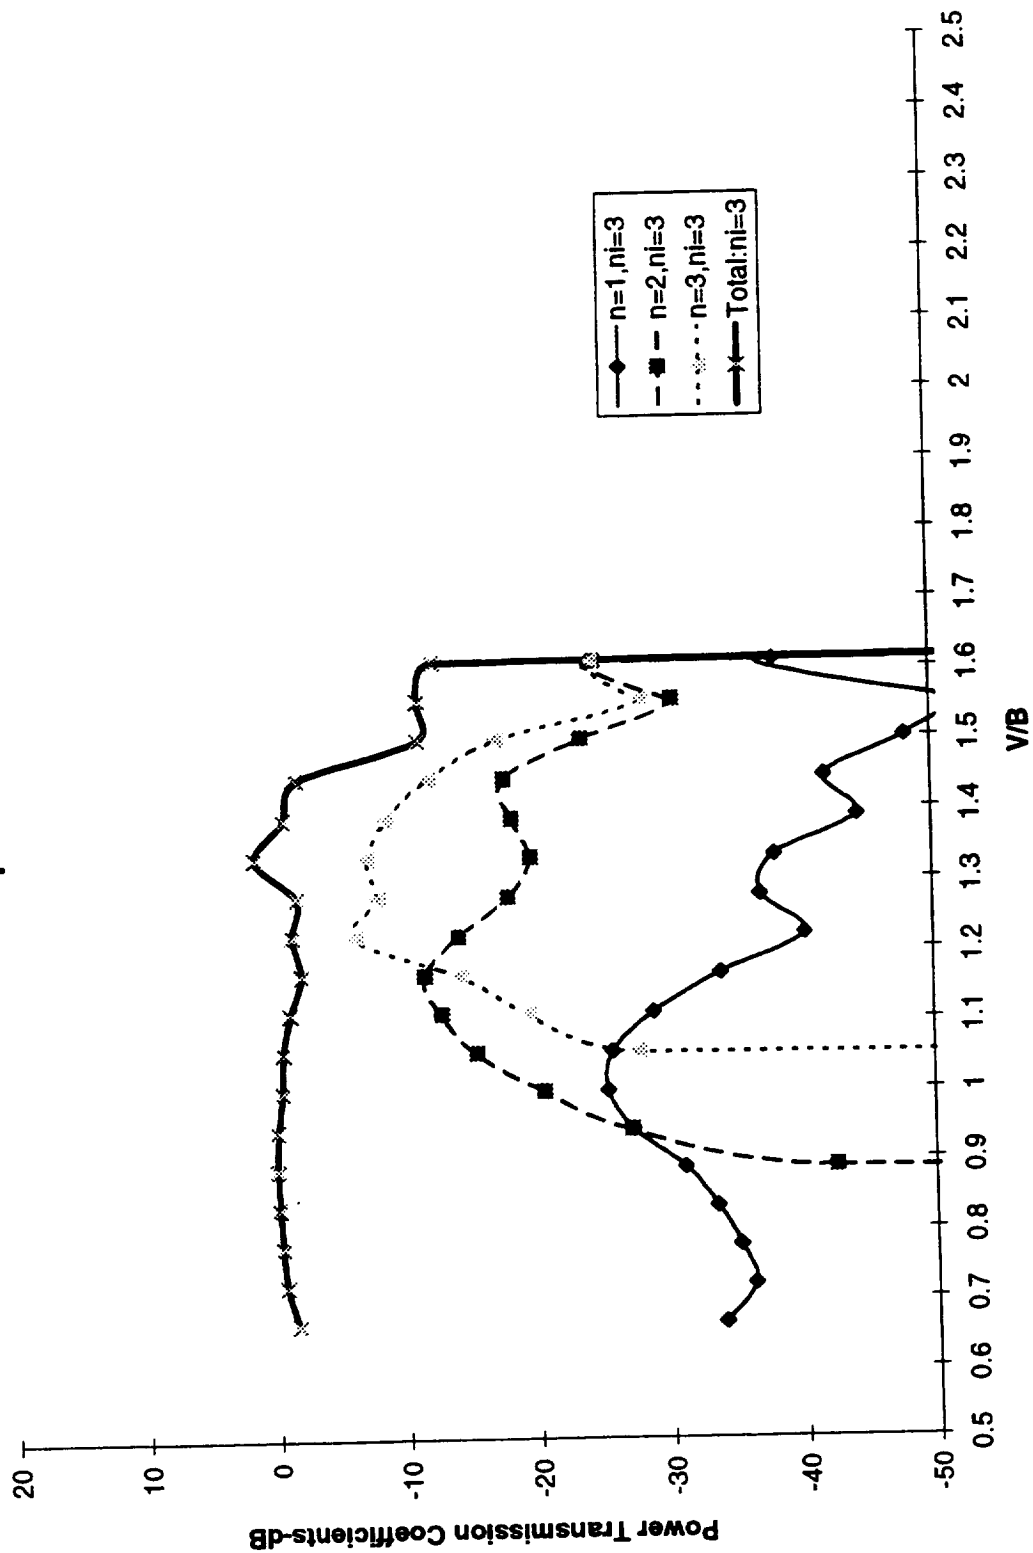 20
10
0
-10
-20
-30
-40
-50
Power Transmission Coefficients-dB
0.5 0.6 0.7 0.8 0.9 1 1.1 1.2 1.3 1.4 1.5 1.6 1.7 1.8 1.9 2 2.1 2.2 2.3 2.4 2.5
V/B
n=1,ni=3
n=2,ni=3
n=3,ni=3
Total:ni=3